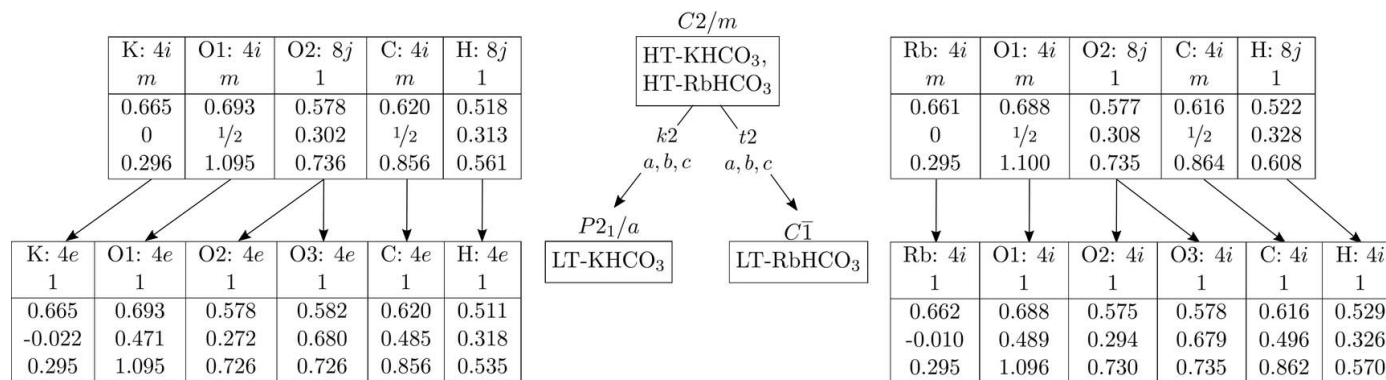 C2/m
K: 4i O1: 4i O2: 8j C: 4i H: 8j
m m 1 m 1
0.665 0.693 0.578 0.620 0.518
0 1/2 0.302 1/2 0.313
0.296 1.095 0.736 0.856 0.561
HT-KHCO₃,
HT-RbHCO₃
Rb: 4i O1: 4i O2: 8j C: 4i H: 8j
m m 1 m 1
0.661 0.688 0.577 0.616 0.522
0 1/2 0.308 1/2 0.328
0.295 1.100 0.735 0.864 0.608
k2 t2
a, b, c a, b, c
P2₁/a C1̅
K: 4e O1: 4e O2: 4e O3: 4e C: 4e H: 4e
1 1 1 1 1 1
0.665 0.693 0.578 0.582 0.620 0.511
-0.022 0.471 0.272 0.680 0.485 0.318
0.295 1.095 0.726 0.726 0.856 0.535
LT-KHCO₃ LT-RbHCO₃
Rb: 4i O1: 4i O2: 4i O3: 4i C: 4i H: 4i
1 1 1 1 1 1
0.662 0.688 0.575 0.578 0.616 0.529
-0.010 0.489 0.294 0.679 0.496 0.326
0.295 1.096 0.730 0.735 0.862 0.570